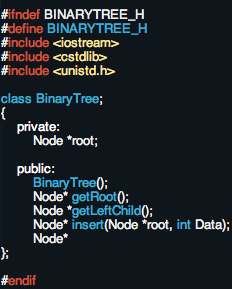 #ifndef BINARYTREE_H
#define BINARYTREE_H
#include <iostream>
#include <cstdlib>
#include <unistd.h>

class BinaryTree;
{
    private:
        Node *root;

    public:
        BinaryTree();
        Node* getRoot();
        Node *getLeftChild();
        Node* insert(Node *root, int Data);
        Node*
};

#endif